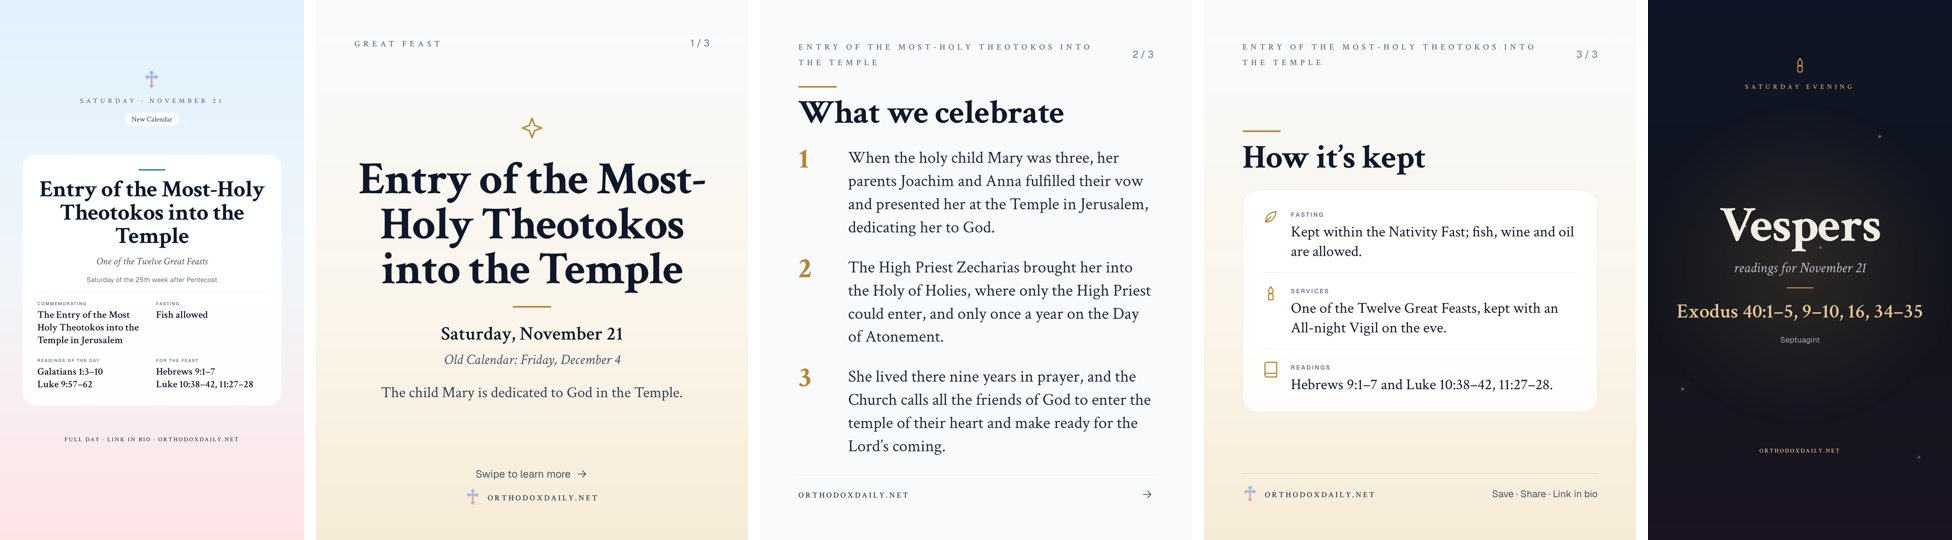 SATURDAY · NOVEMBER 21
New Calendar
Entry of the Most-Holy
Theotokos into the
Temple
One of the Twelve Great Feasts
Saturday of the 25th week after Pentecost
COMMEMORATING
The Entry of the Most
Holy Theotokos into the
Temple in Jerusalem
FASTING
Fish allowed
READINGS OF THE DAY
Galatians 1:3–10
Luke 9:57–62
FOR THE FEAST
Hebrews 9:1–7
Luke 10:38–42, 11:27–28
FULL DAY · LINK IN BIO · ORTHODOXDAILY.NET
GREAT FEAST
1 / 3
Entry of the Most-
Holy Theotokos
into the Temple
Saturday, November 21
Old Calendar: Friday, December 4
The child Mary is dedicated to God in the Temple.
Swipe to learn more →
ORTHODOXDAILY.NET
ENTRY OF THE MOST-HOLY THEOTOKOS INTO
THE TEMPLE
2 / 3
What we celebrate
1
When the holy child Mary was three, her
parents Joachim and Anna fulfilled their vow
and presented her at the Temple in Jerusalem,
dedicating her to God.
2
The High Priest Zecharias brought her into
the Holy of Holies, where only the High Priest
could enter, and only once a year on the Day
of Atonement.
3
She lived there nine years in prayer, and the
Church calls all the friends of God to enter the
temple of their heart and make ready for the
Lord’s coming.
ORTHODOXDAILY.NET →
ENTRY OF THE MOST-HOLY THEOTOKOS INTO
THE TEMPLE
3 / 3
How it’s kept
FASTING
Kept within the Nativity Fast; fish, wine and oil
are allowed.
SERVICES
One of the Twelve Great Feasts, kept with an
All-night Vigil on the eve.
READINGS
Hebrews 9:1–7 and Luke 10:38–42, 11:27–28.
ORTHODOXDAILY.NET
Save · Share · Link in bio
SATURDAY EVENING
Vespers
readings for November 21
Exodus 40:1–5, 9–10, 16, 34–35
Septuagint
ORTHODOXDAILY.NET